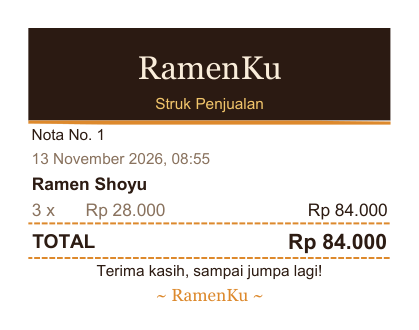 RamenKu
Struk Penjualan
Nota No. 1
13 November 2026, 08:55
Ramen Shoyu
3 x Rp 28.000 Rp 84.000
TOTAL Rp 84.000
Terima kasih, sampai jumpa lagi!
~ RamenKu ~